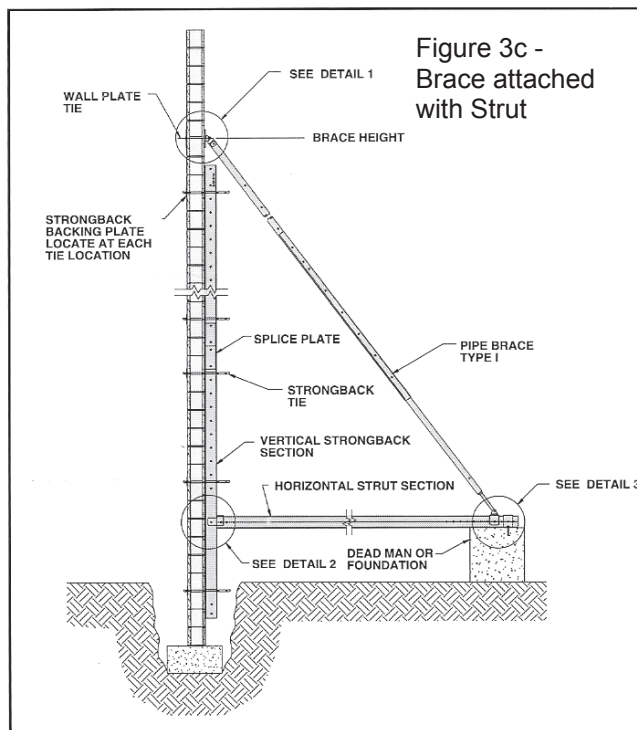 Figure 3c -
Brace attached
with Strut
SEE DETAIL 1
WALL PLATE
TIE
BRACE HEIGHT
STRONGBACK
BACKING PLATE
LOCATE AT EACH
TIE LOCATION
SPLICE PLATE
PIPE BRACE
TYPE I
STRONGBACK
TIE
VERTICAL STRONGBACK
SECTION
HORIZONTAL STRUT SECTION
SEE DETAIL 3
SEE DETAIL 2
DEAD MAN OR
FOUNDATION